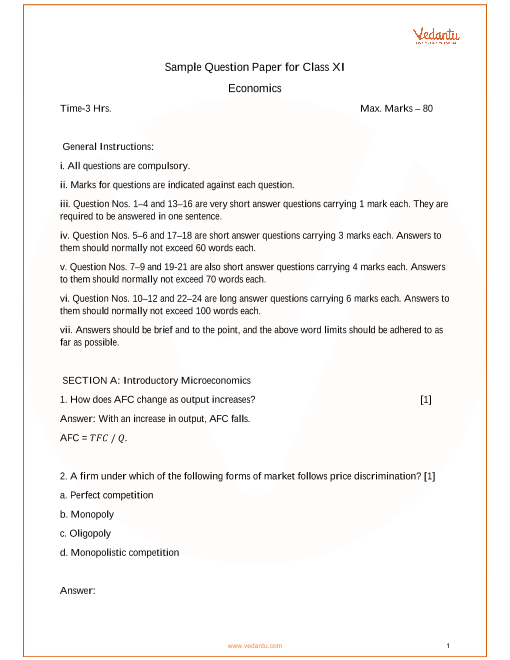 Vedantu
Sample Question Paper for Class XI
Economics
Time-3 Hrs. Max. Marks – 80
General Instructions:
i. All questions are compulsory.
ii. Marks for questions are indicated against each question.
iii. Question Nos. 1–4 and 13–16 are very short answer questions carrying 1 mark each. They are
required to be answered in one sentence.
iv. Question Nos. 5–6 and 17–18 are short answer questions carrying 3 marks each. Answers to
them should normally not exceed 60 words each.
v. Question Nos. 7–9 and 19-21 are also short answer questions carrying 4 marks each. Answers
to them should normally not exceed 70 words each.
vi. Question Nos. 10–12 and 22–24 are long answer questions carrying 6 marks each. Answers to
them should normally not exceed 100 words each.
vii. Answers should be brief and to the point, and the above word limits should be adhered to as
far as possible.
SECTION A: Introductory Microeconomics
1. How does AFC change as output increases? [1]
Answer: With an increase in output, AFC falls.
AFC = TFC / Q.
2. A firm under which of the following forms of market follows price discrimination? [1]
a. Perfect competition
b. Monopoly
c. Oligopoly
d. Monopolistic competition
Answer:
www.vedantu.com 1